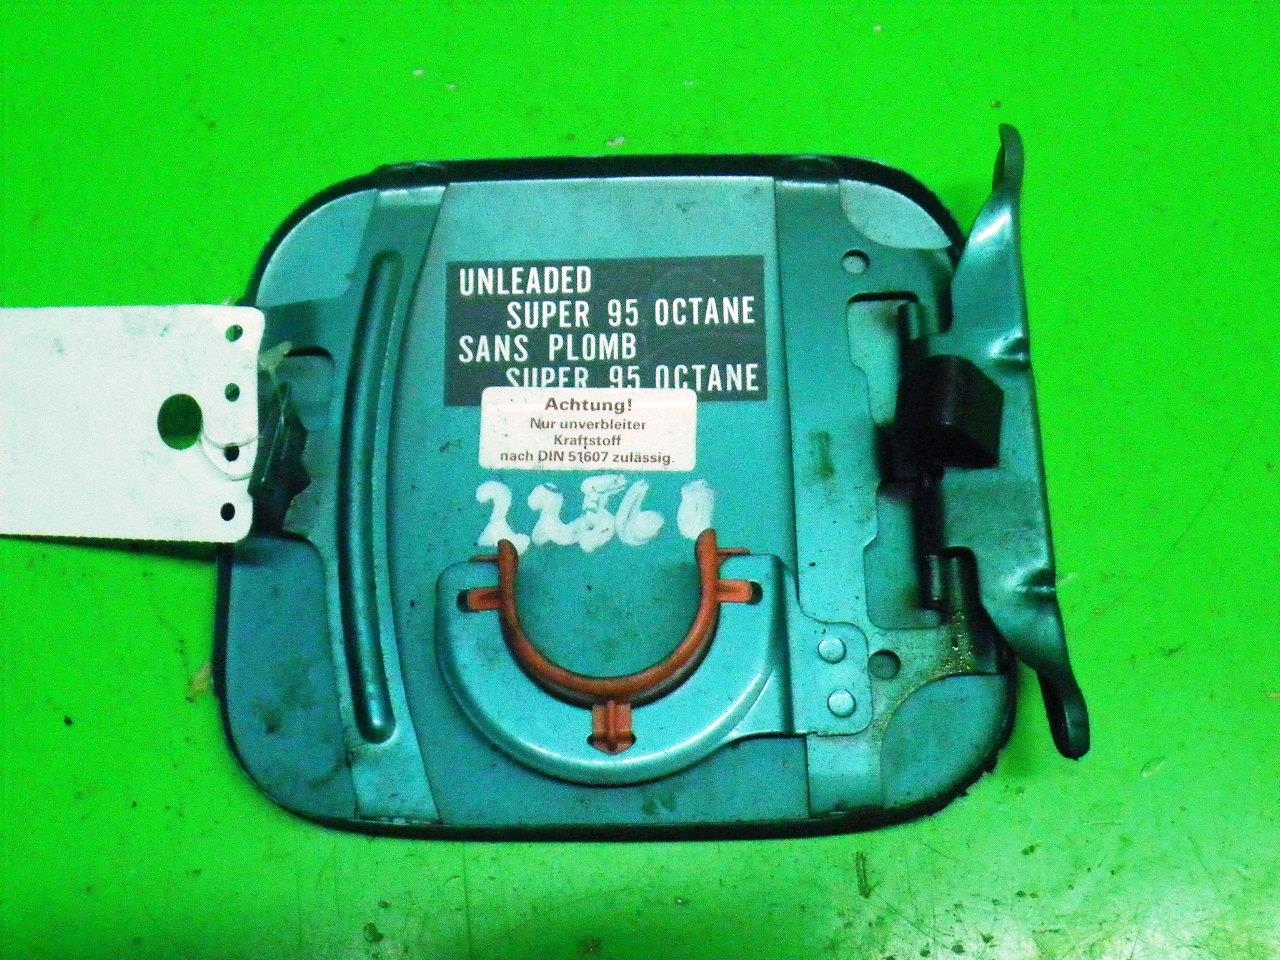 UNLEADED
SUPER 95 OCTANE
SANS PLOMB
SUPER 95 OCTANE
Achtung!
Nur unverbleiter
Kraftstoff
nach DIN 51607 zulässig.